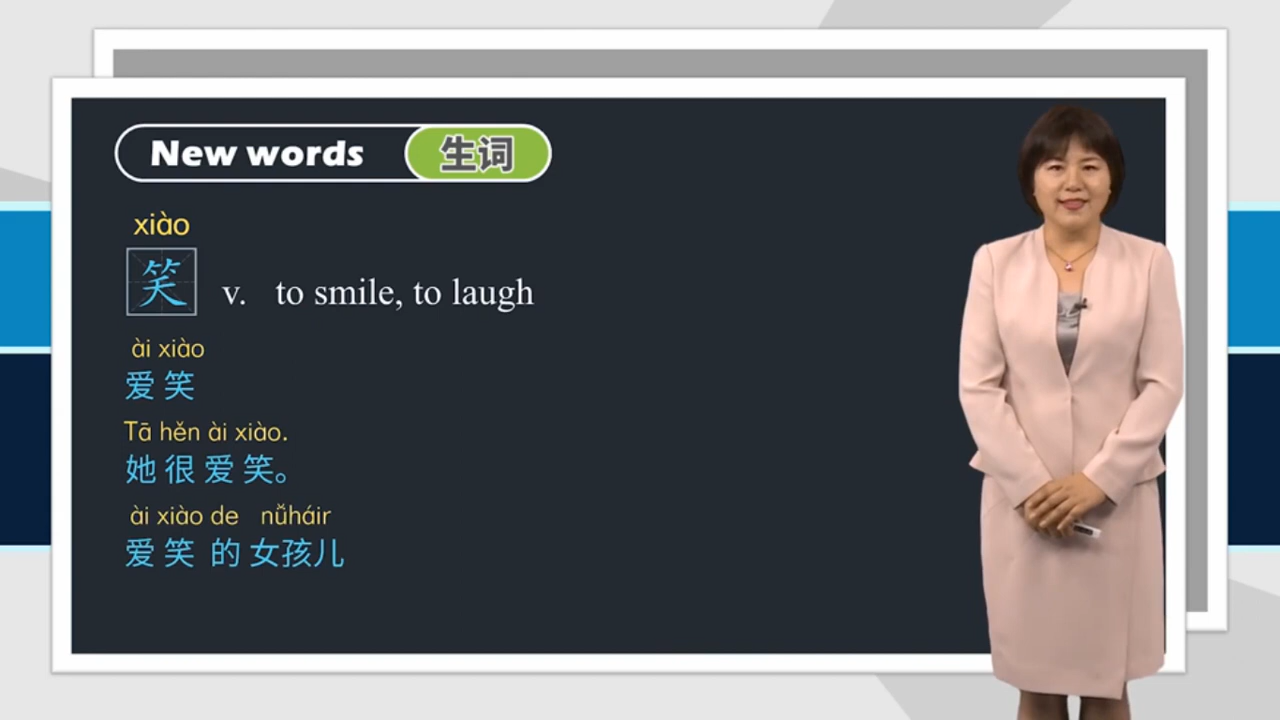 New words 生词
xiào
笑 v. to smile, to laugh
ài xiào
爱 笑
Tā hěn ài xiào.
她 很 爱 笑。
ài xiào de nǚháir
爱 笑 的 女孩儿